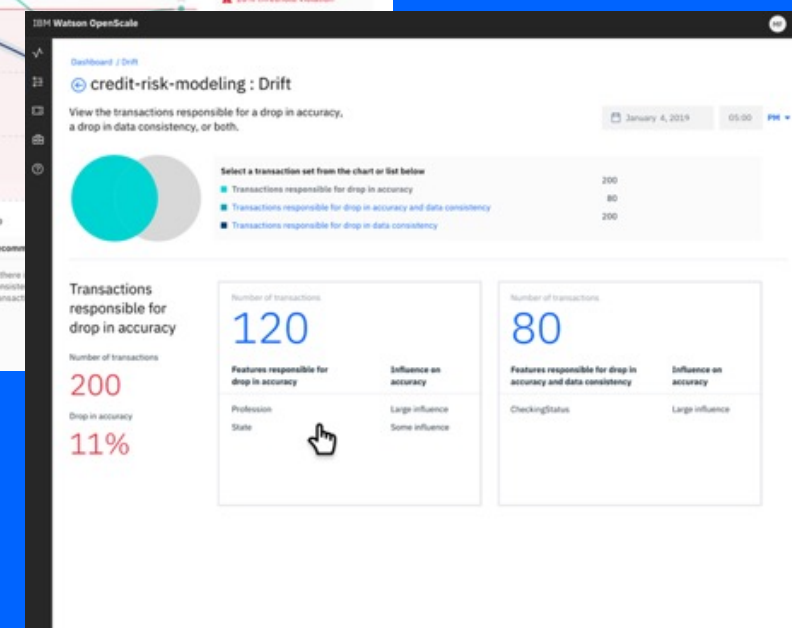 IBM Watson OpenScale
Dashboard / Drift
credit-risk-modeling : Drift
View the transactions responsible for a drop in accuracy,
a drop in data consistency, or both.
January 4, 2019 05:00 PM
Select a transaction set from the chart or list below
Transactions responsible for drop in accuracy 200
Transactions responsible for drop in accuracy and data consistency 80
Transactions responsible for drop in data consistency 200
Transactions
responsible for
drop in accuracy
Number of transactions
200
Drop in accuracy
11%
Number of transactions
120
Features responsible for
drop in accuracy
Influence on
accuracy
Profession Large influence
State Some influence
Number of transactions
80
Features responsible for drop in
accuracy and data consistency
Influence on
accuracy
CheckingStatus Large influence